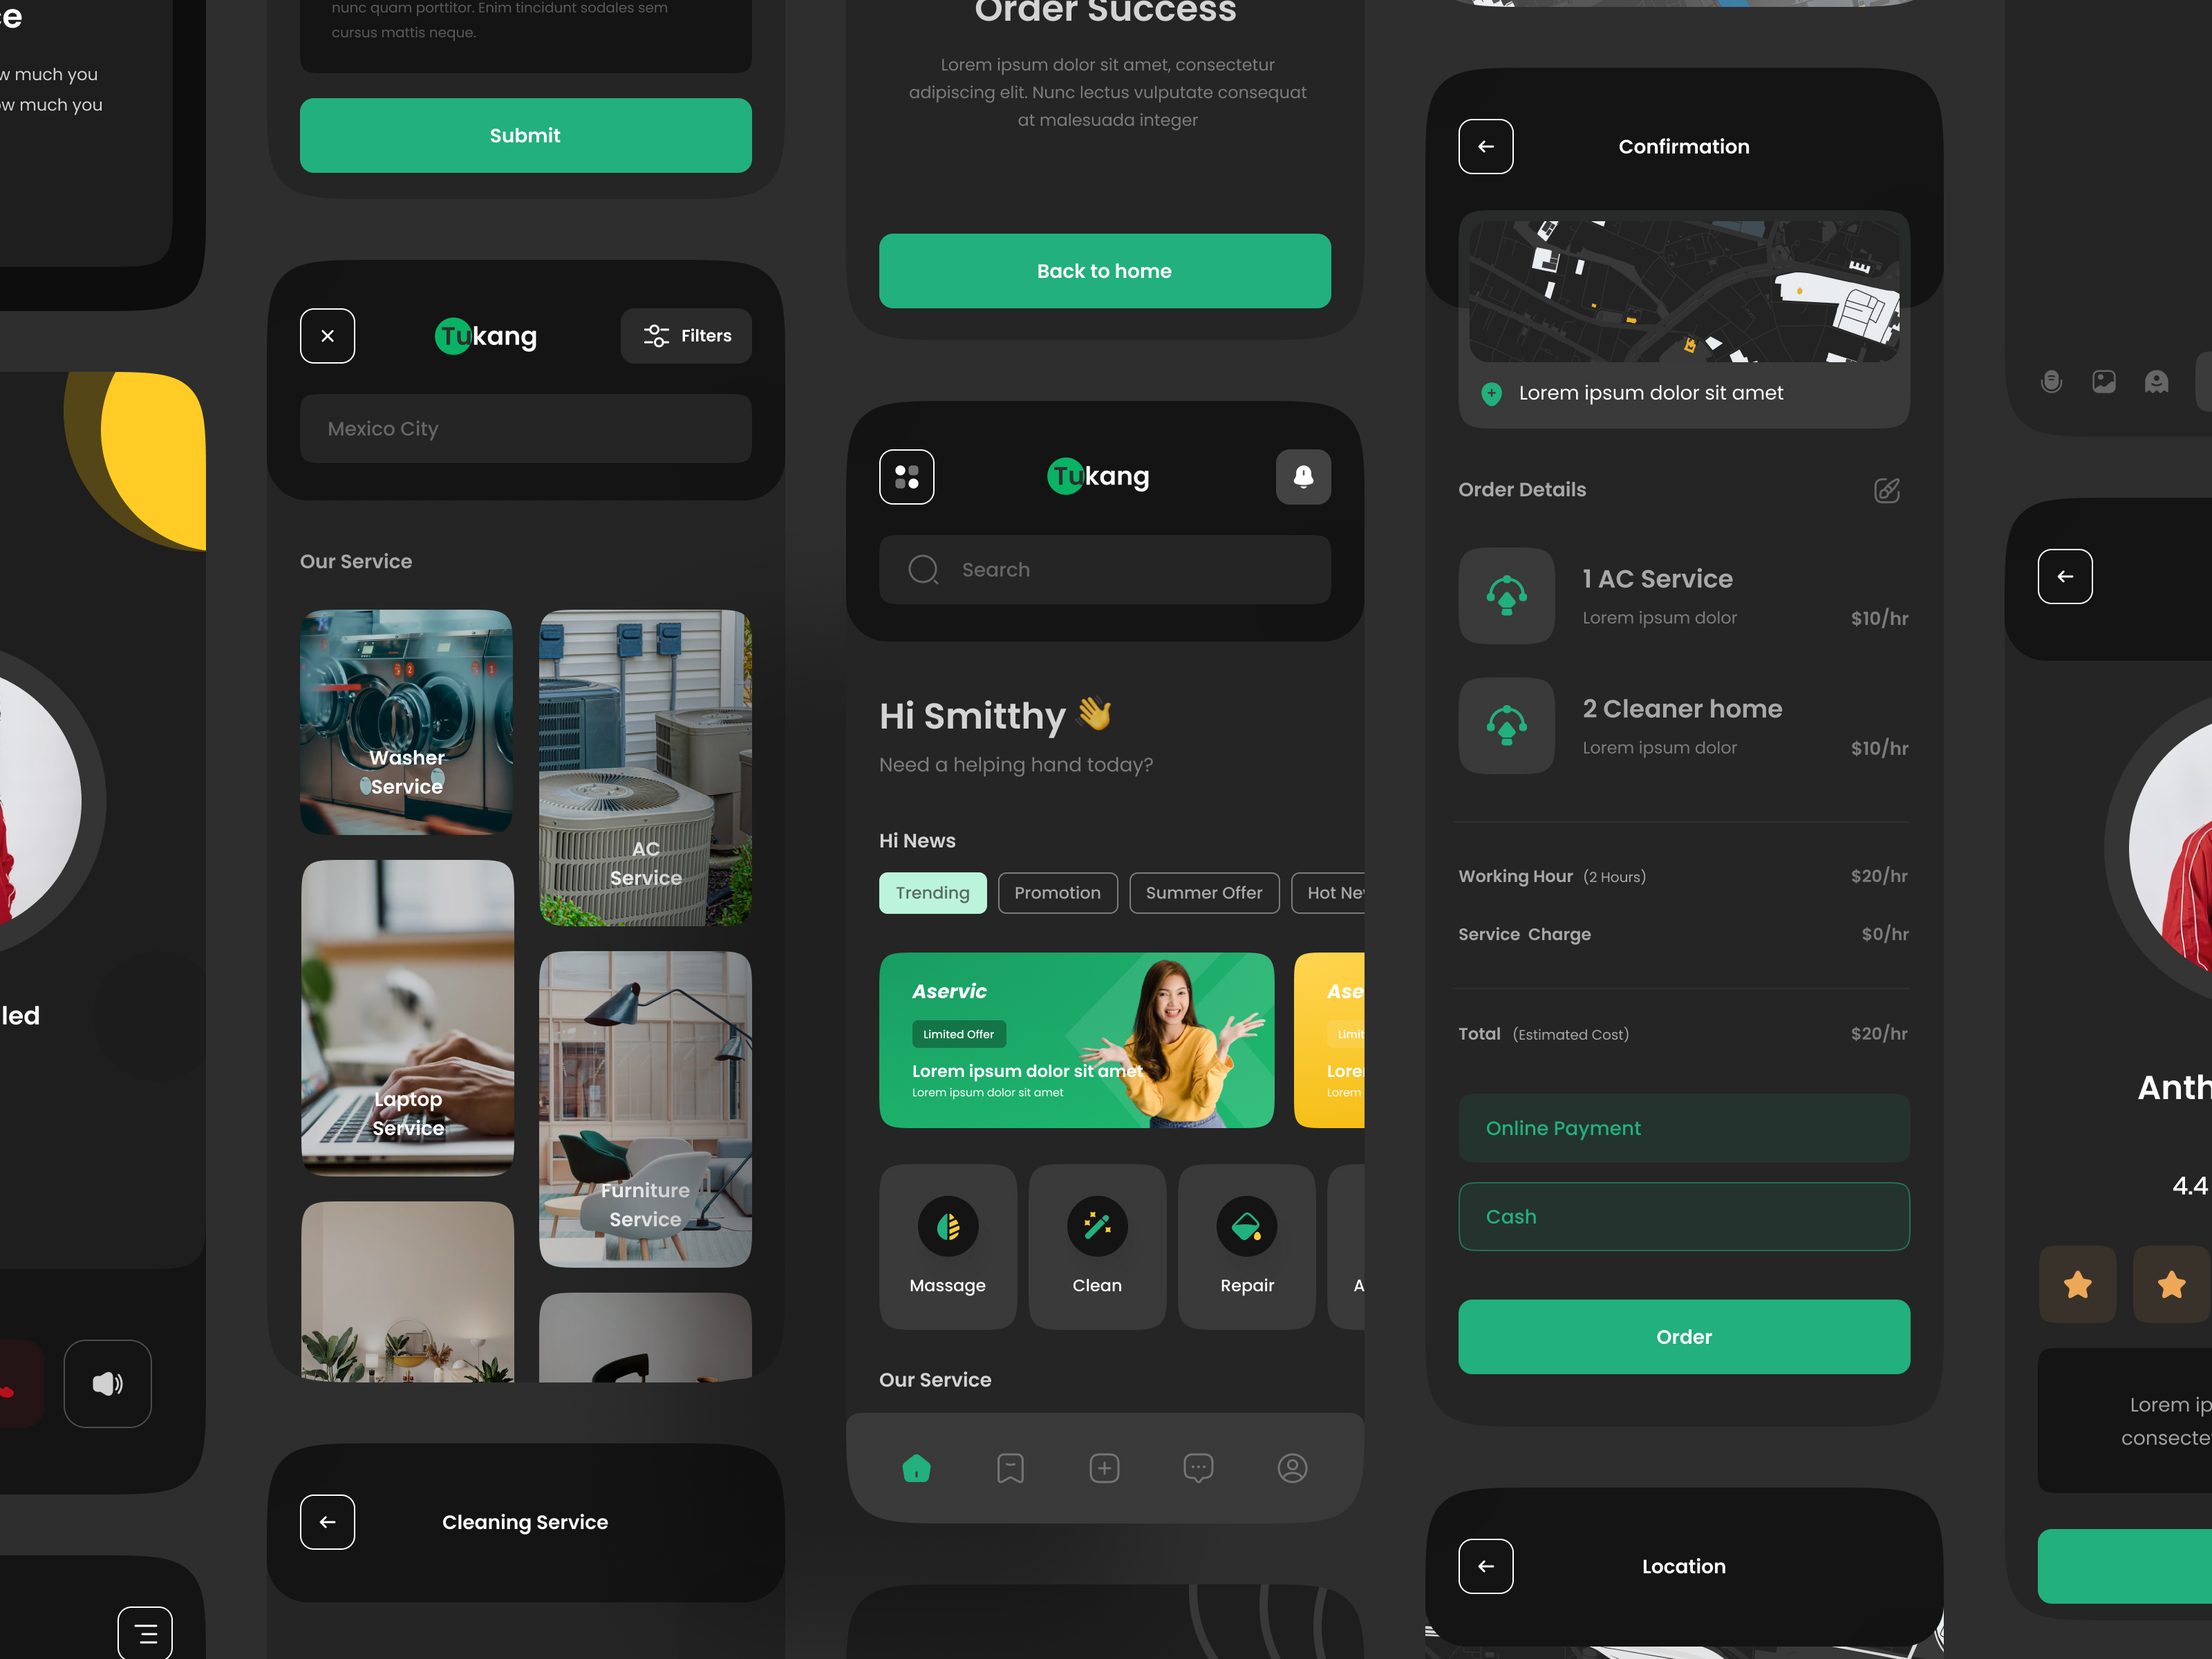 w much you
ow much you
led
nunc quam porttitor. Enim tincidunt sodales sem
cursus mattis neque.
Submit
Tukang
Filters
Mexico City
Our Service
Washer
Service
AC
Service
Laptop
Service
Furniture
Service
Cleaning Service
Order Success
Lorem ipsum dolor sit amet, consectetur
adipiscing elit. Nunc lectus vulputate consequat
at malesuada integer
Back to home
Tukang
Search
Hi Smitthy 👋
Need a helping hand today?
Hi News
Trending
Promotion
Summer Offer
Hot Ne
Aservic
Limited Offer
Lorem ipsum dolor sit amet
Lorem ipsum dolor sit amet
Ase
Limit
Lore
Lorem
Massage
Clean
Repair
A
Our Service
Confirmation
Lorem ipsum dolor sit amet
Order Details
1 AC Service
Lorem ipsum dolor
$10/hr
2 Cleaner home
Lorem ipsum dolor
$10/hr
Working Hour (2 Hours)
$20/hr
Service Charge
$0/hr
Total (Estimated Cost)
$20/hr
Online Payment
Cash
Order
Location
Anth
4.4
Lorem ip
consecte